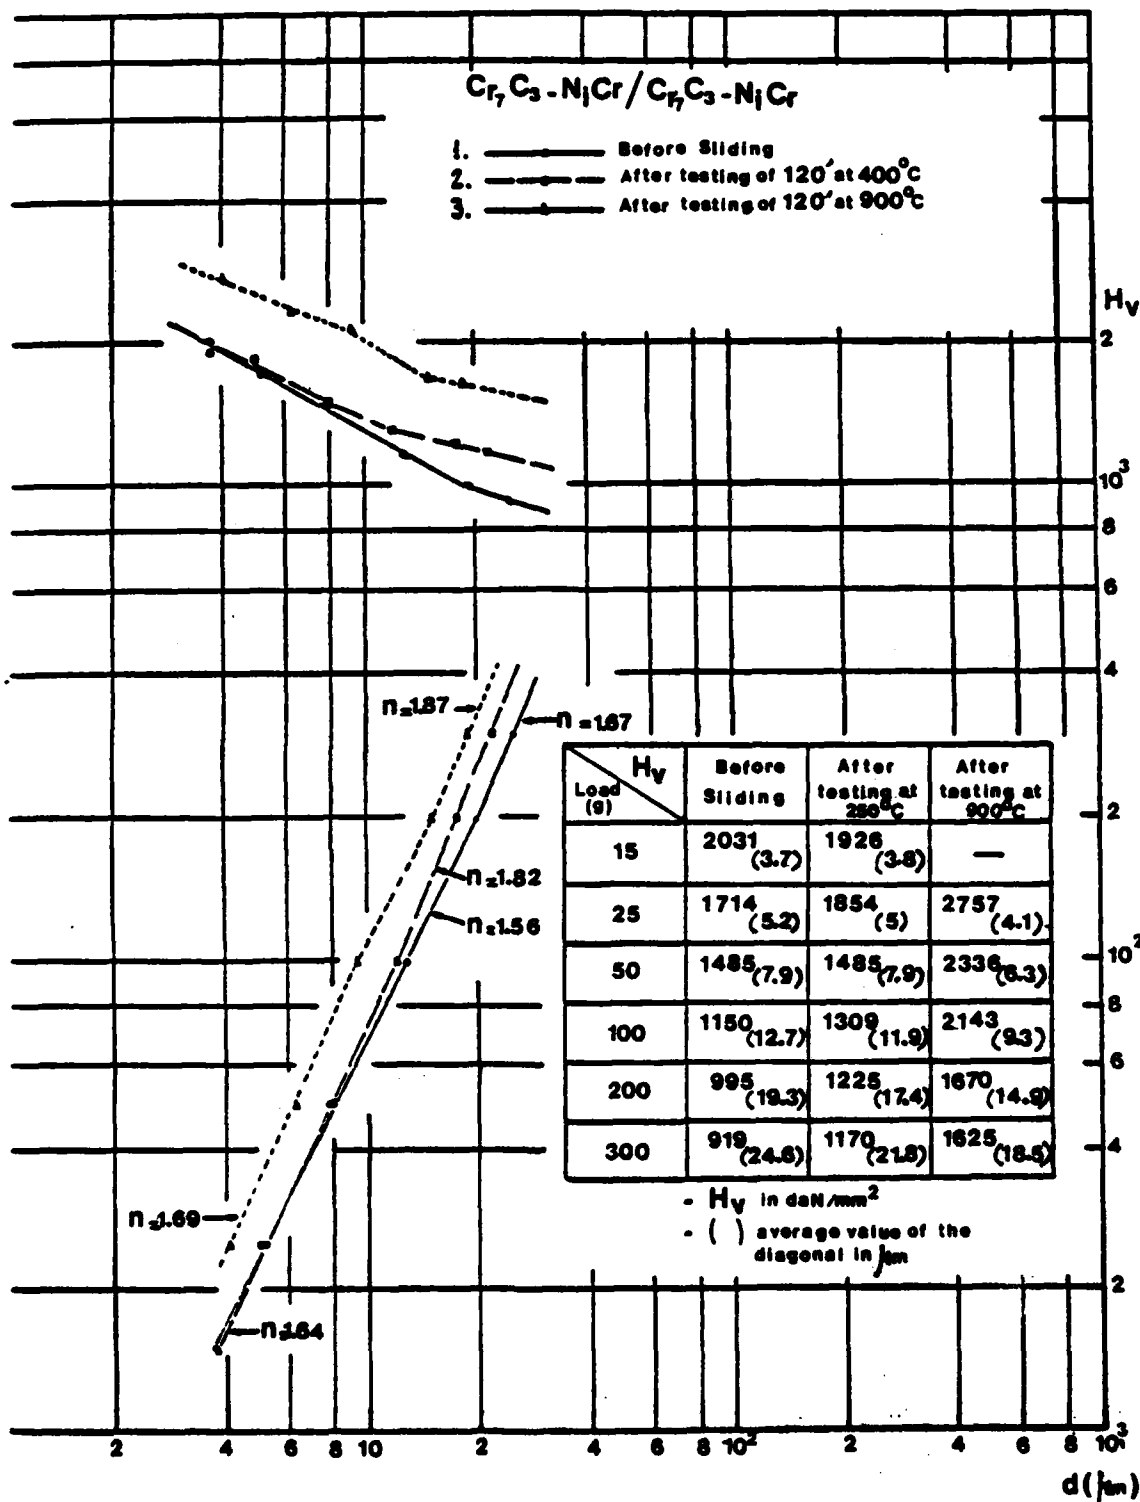 Cr7C3-NiCr/Cr7C3-NiCr
1. Before Sliding
2. After testing of 120' at 400°C
3. After testing of 120' at 900°C
Hv
2
10³
8
6
4
2
10²
8
6
4
2
10³
n=1.87
n=1.67
n=1.82
n=1.56
n=1.69
n=1.64
Hv Before After After
Load Sliding testing at testing at
(g) 250°C 900°C
15 2031 (3.7) 1926 (3.8) —
25 1714 (5.2) 1854 (5) 2757 (4.1)
50 1485 (7.9) 1485 (7.9) 2336 (6.3)
100 1150 (12.7) 1309 (11.9) 2143 (9.3)
200 995 (19.3) 1225 (17.4) 1670 (14.9)
300 919 (24.6) 1170 (21.8) 1625 (18.5)
- Hv in daN/mm²
- ( ) average value of the
diagonal in µm
2 4 6 8 10 2 4 6 8 10² 2 4 6 8 10³
d(µm)